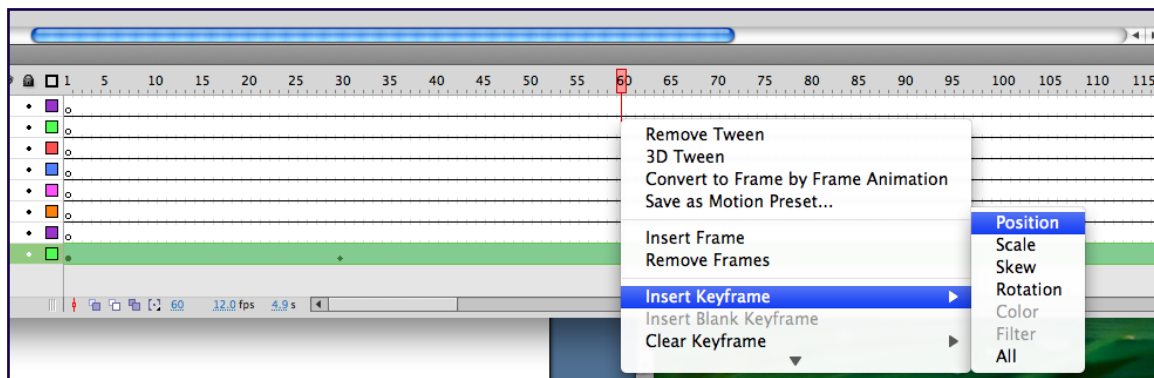 1 5 10 15 20 25 30 35 40 45 50 55 60 65 70 75 80 85 90 95 100 105 110 115
Remove Tween
3D Tween
Convert to Frame by Frame Animation
Save as Motion Preset...
Insert Frame
Remove Frames
Insert Keyframe
Insert Blank Keyframe
Clear Keyframe
Position
Scale
Skew
Rotation
Color
Filter
All
60 12.0 fps 4.9 s